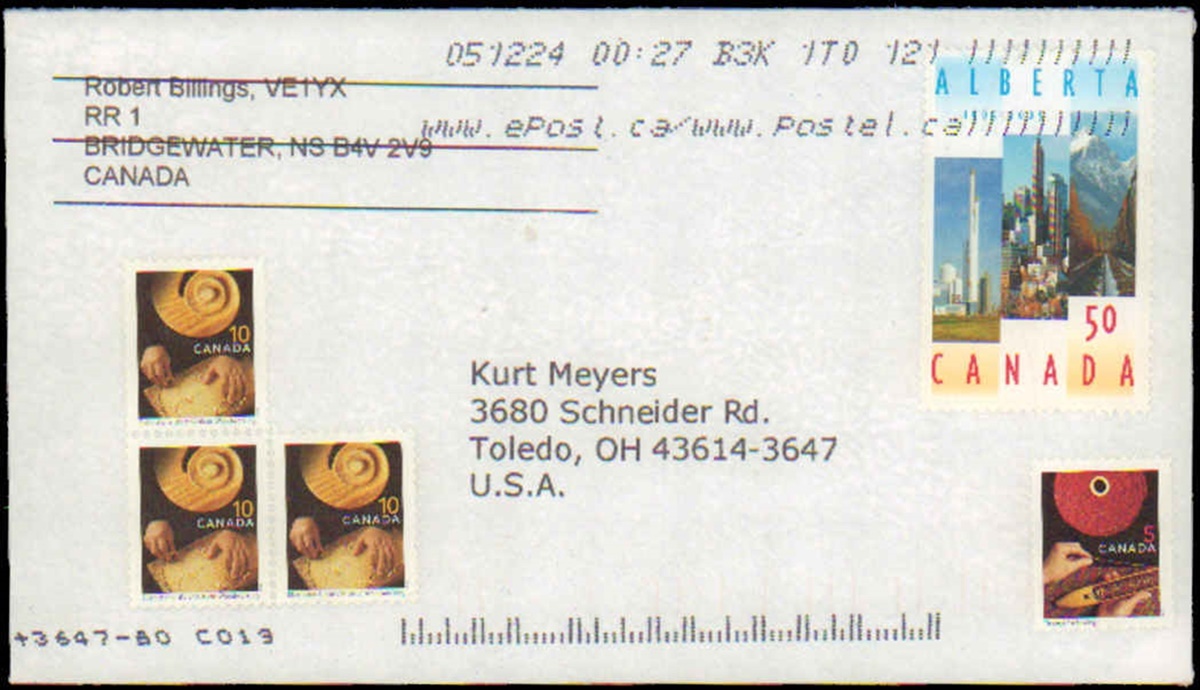 051224 00:27 B3K 1T0 121
Robert Billings, VE1YX
RR 1
BRIDGEWATER, NS B4V 2V9
CANADA
www.ePost.ca/www.Postel.ca
ALBERTA
50
CANADA
10
CANADA
10
CANADA
10
CANADA
Kurt Meyers
3680 Schneider Rd.
Toledo, OH 43614-3647
U.S.A.
5
CANADA
43647-80 C013